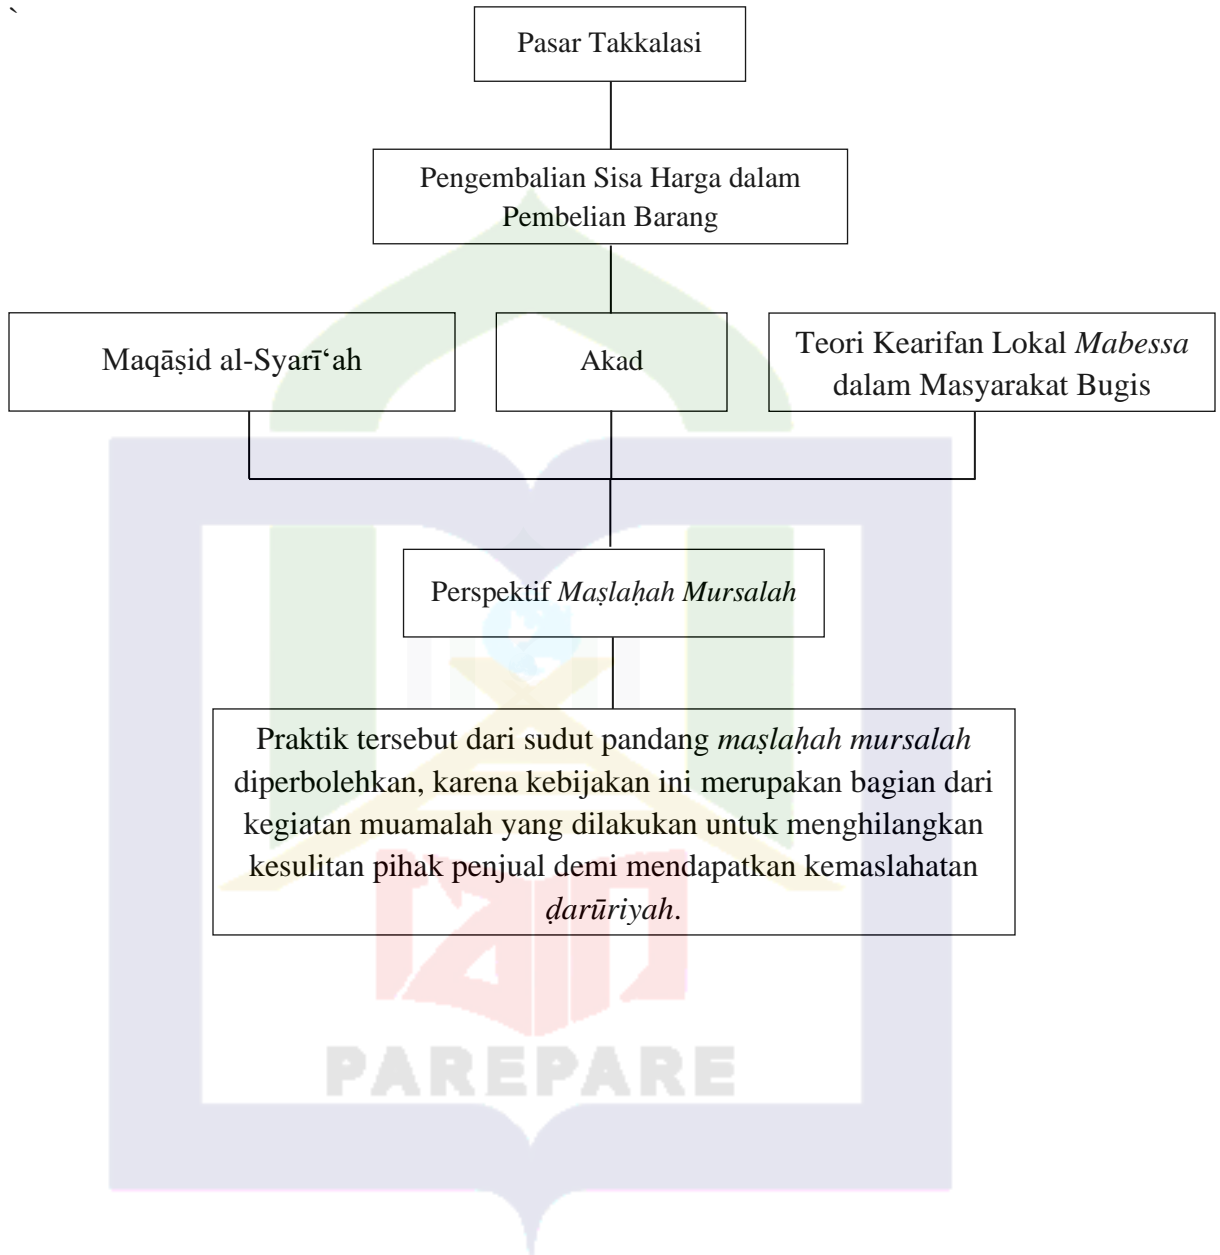 `
Pasar Takkalasi
Pengembalian Sisa Harga dalam
Pembelian Barang
Maqāṣid al-Syarī‘ah
Akad
Teori Kearifan Lokal Mabessa
dalam Masyarakat Bugis
Perspektif Maṣlaḥah Mursalah
Praktik tersebut dari sudut pandang maṣlaḥah mursalah
diperbolehkan, karena kebijakan ini merupakan bagian dari
kegiatan muamalah yang dilakukan untuk menghilangkan
kesulitan pihak penjual demi mendapatkan kemaslahatan
ḍarūriyah.
PAREPARE